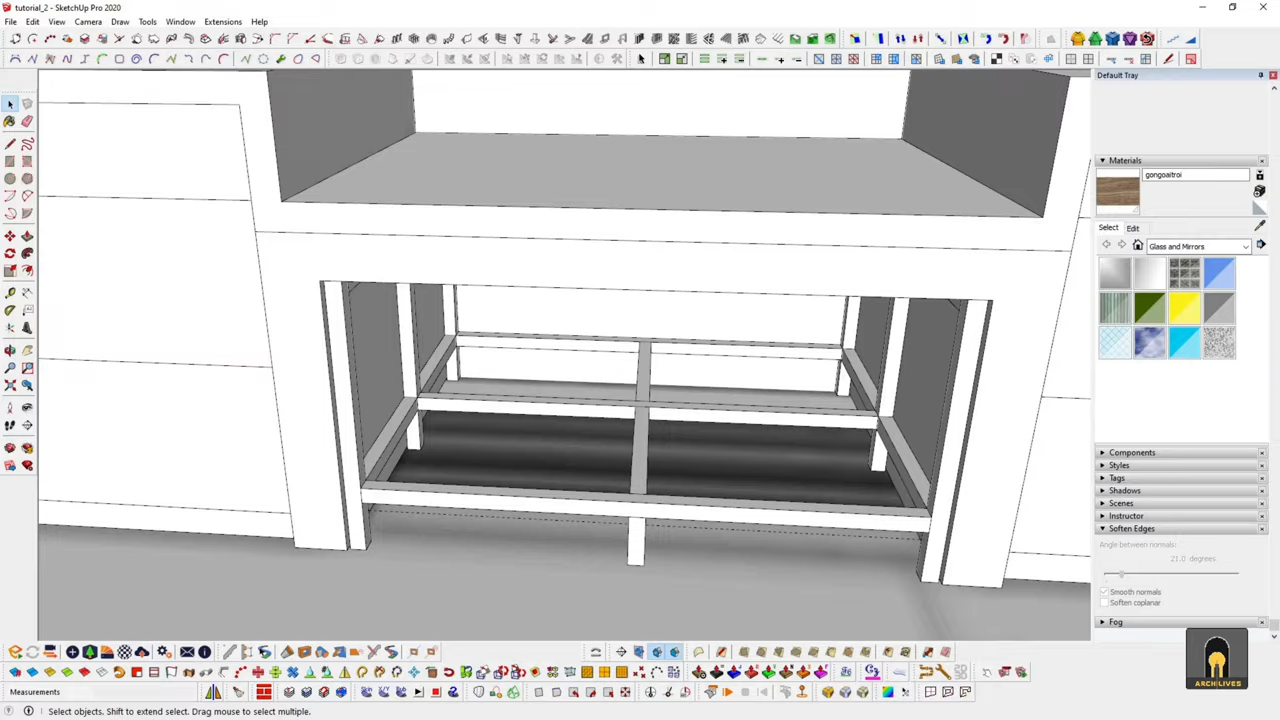 tutorial_2 - SketchUp Pro 2020
File Edit View Camera Draw Tools Window Extensions Help
Default Tray
Materials
gongoaitroi
Select Edit
Glass and Mirrors
Components
Styles
Tags
Shadows
Scenes
Instructor
Soften Edges
Angle between normals:
21.0 degrees
Smooth normals
Soften coplanar
Fog
ARCHLIVES
Measurements
Select objects. Shift to extend select. Drag mouse to select multiple.